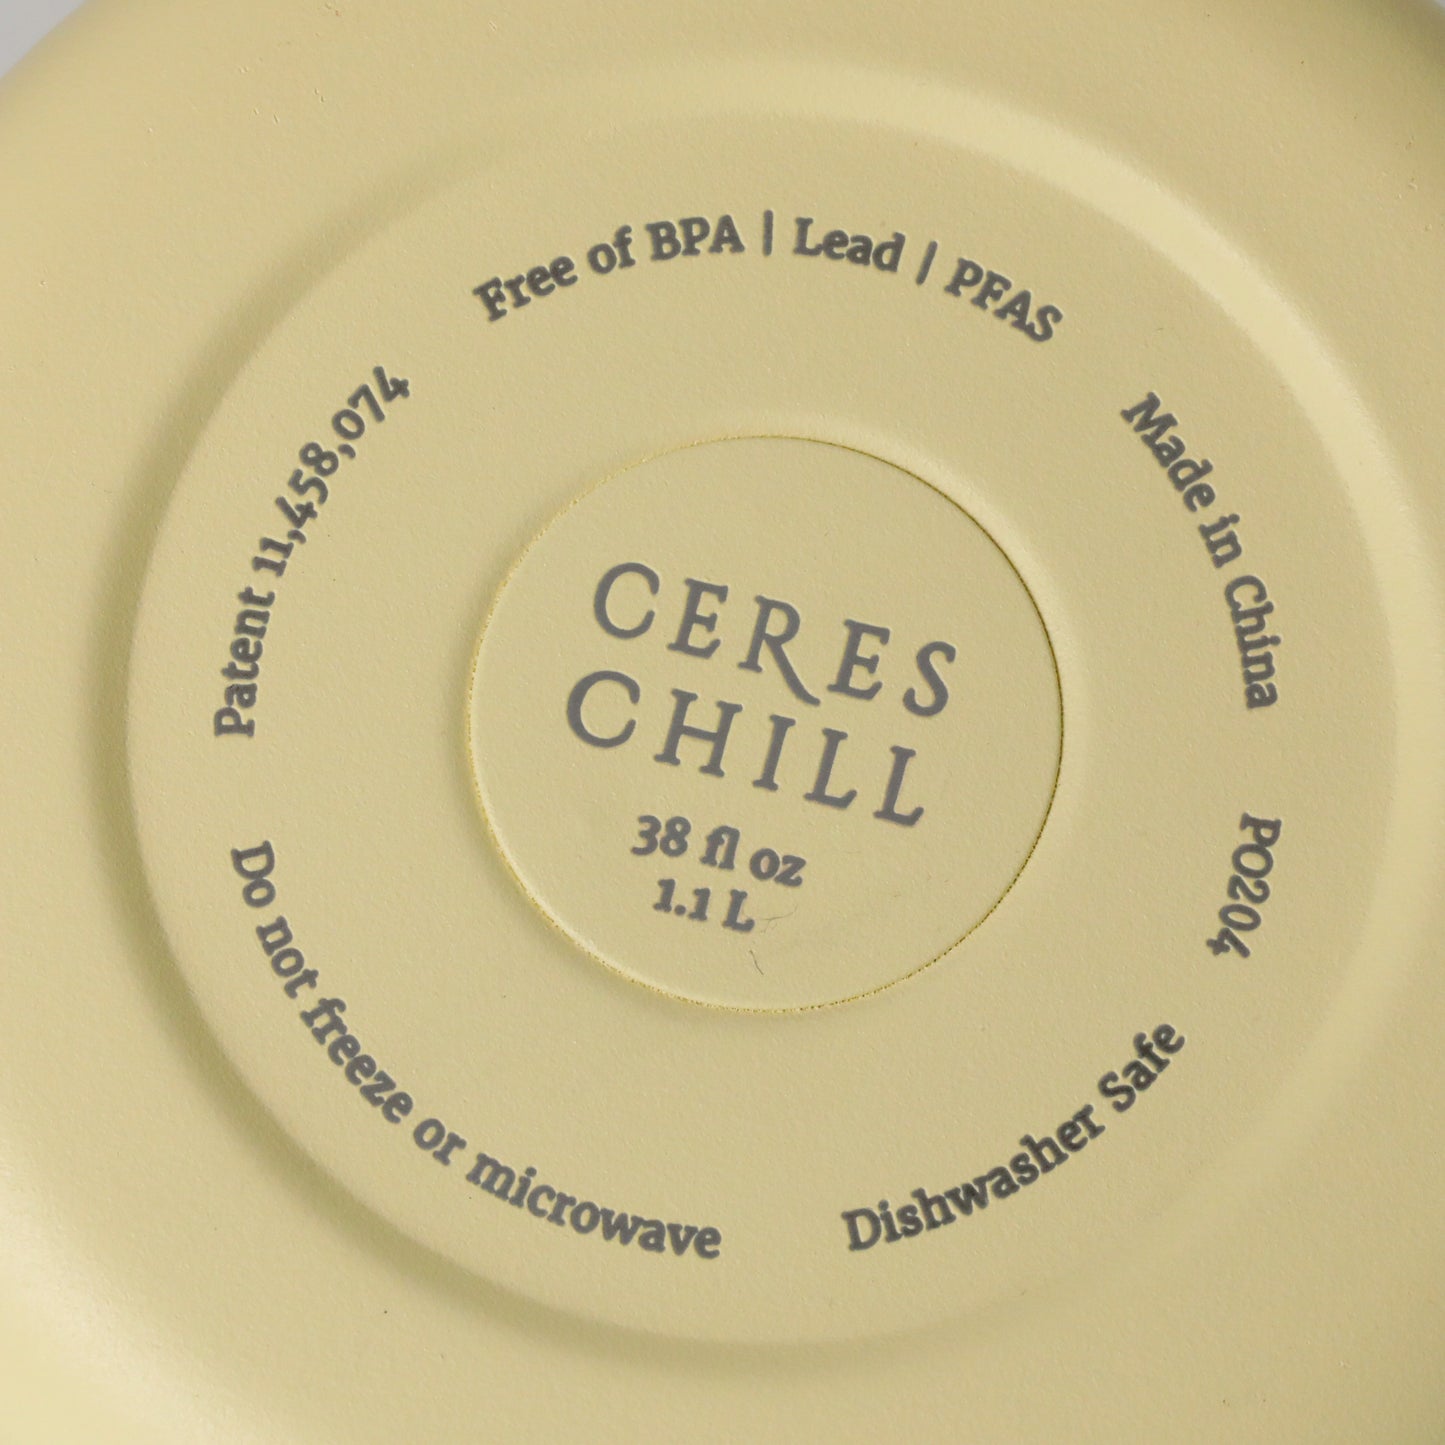 Free of BPA | Lead | PFAS
Made in China
PO204
Dishwasher Safe
Do not freeze or microwave
Patent 11,458,074
CERES
CHILL
38 fl oz
1.1 L